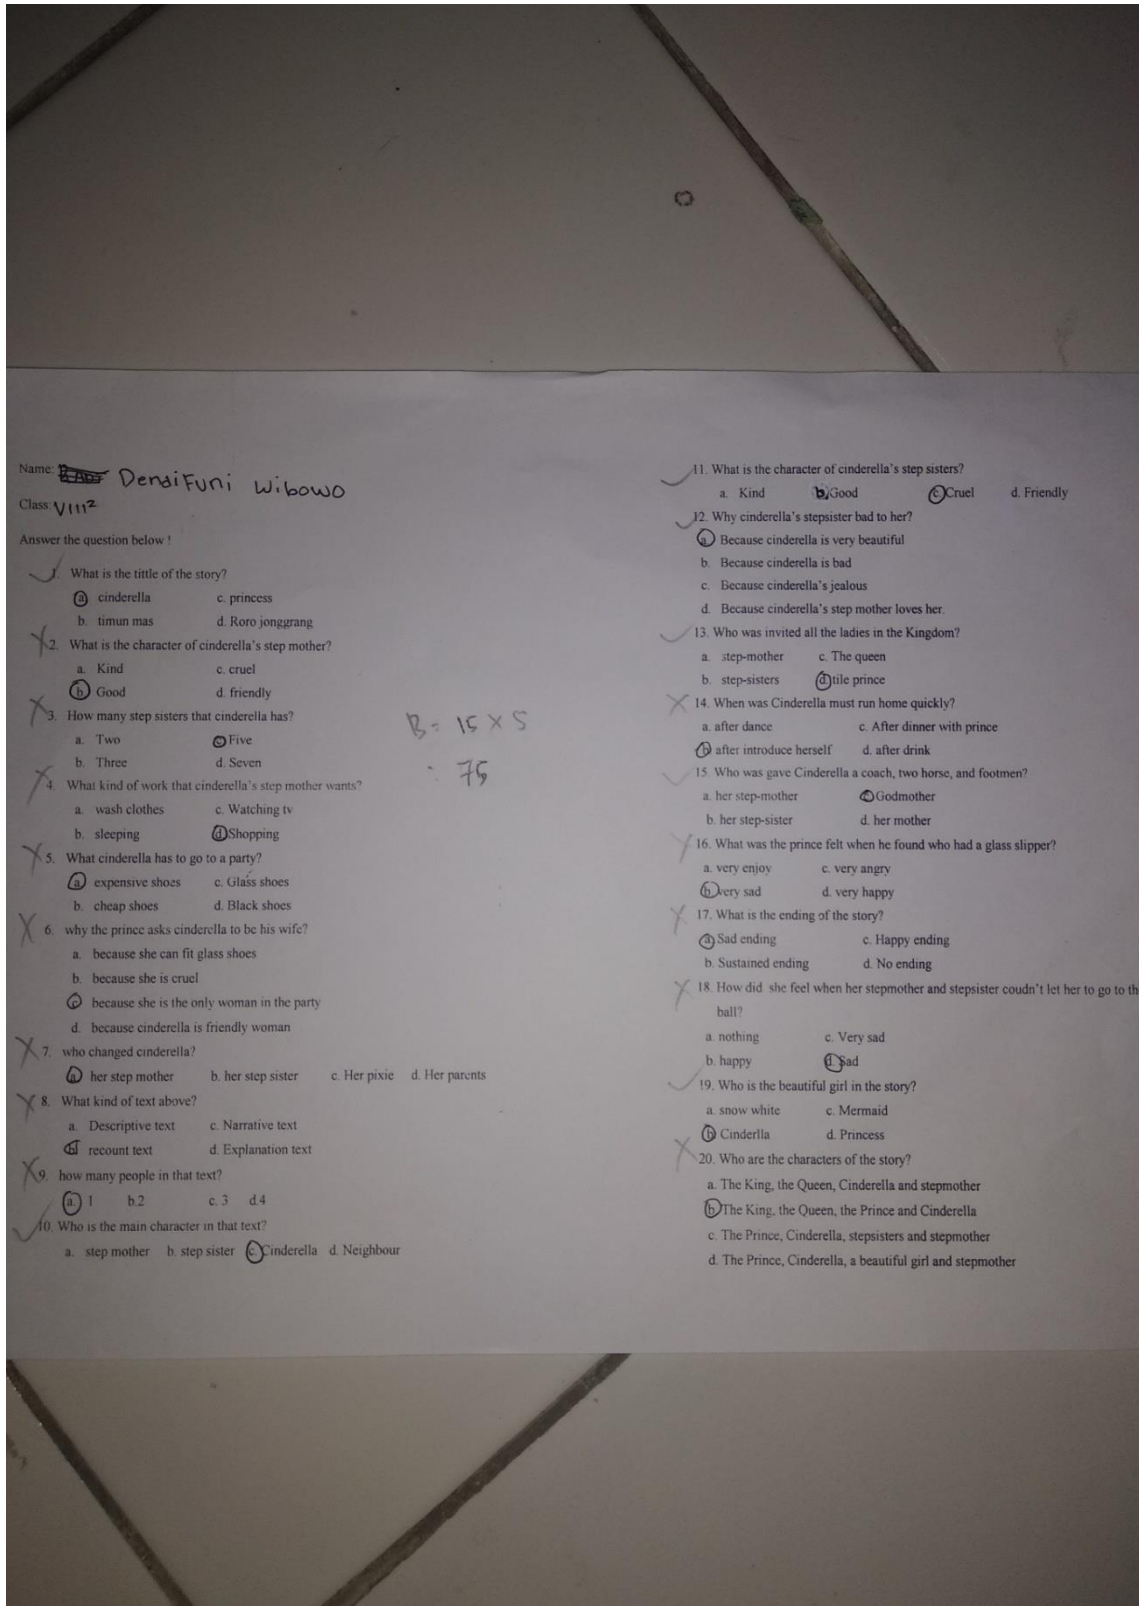 Name: Densifuni Wibowo
Class: VIII²
Answer the question below !
1. What is the tittle of the story?
a. cinderella c. princess
b. timun mas d. Roro jonggrang
2. What is the character of cinderella's step mother?
a. Kind c. cruel
b. Good d. friendly
3. How many step sisters that cinderella has?
a. Two c. Five
b. Three d. Seven
4. What kind of work that cinderella's step mother wants?
a. wash clothes c. Watching tv
b. sleeping d. Shopping
5. What cinderella has to go to a party?
a. expensive shoes c. Glass shoes
b. cheap shoes d. Black shoes
6. why the prince asks cinderella to be his wife?
a. because she can fit glass shoes
b. because she is cruel
c. because she is the only woman in the party
d. because cinderella is friendly woman
7. who changed cinderella?
a. her step mother b. her step sister c. Her pixie d. Her parents
8. What kind of text above?
a. Descriptive text c. Narrative text
b. recount text d. Explanation text
9. how many people in that text?
a. 1 b.2 c. 3 d.4
10. Who is the main character in that text?
a. step mother b. step sister c. Cinderella d. Neighbour
B = 15 × 5
: 75
11. What is the character of cinderella's step sisters?
a. Kind b. Good c. Cruel d. Friendly
12. Why cinderella's stepsister bad to her?
a. Because cinderella is very beautiful
b. Because cinderella is bad
c. Because cinderella's jealous
d. Because cinderella's step mother loves her.
13. Who was invited all the ladies in the Kingdom?
a. step-mother c. The queen
b. step-sisters d. tile prince
14. When was Cinderella must run home quickly?
a. after dance c. After dinner with prince
b. after introduce herself d. after drink
15. Who was gave Cinderella a coach, two horse, and footmen?
a. her step-mother c. Godmother
b. her step-sister d. her mother
16. What was the prince felt when he found who had a glass slipper?
a. very enjoy c. very angry
b. very sad d. very happy
17. What is the ending of the story?
a. Sad ending c. Happy ending
b. Sustained ending d. No ending
18. How did she feel when her stepmother and stepsister coudn't let her to go to th
ball?
a. nothing c. Very sad
b. happy d. Sad
19. Who is the beautiful girl in the story?
a. snow white c. Mermaid
b. Cinderlla d. Princess
20. Who are the characters of the story?
a. The King, the Queen, Cinderella and stepmother
b. The King, the Queen, the Prince and Cinderella
c. The Prince, Cinderella, stepsisters and stepmother
d. The Prince, Cinderella, a beautiful girl and stepmother